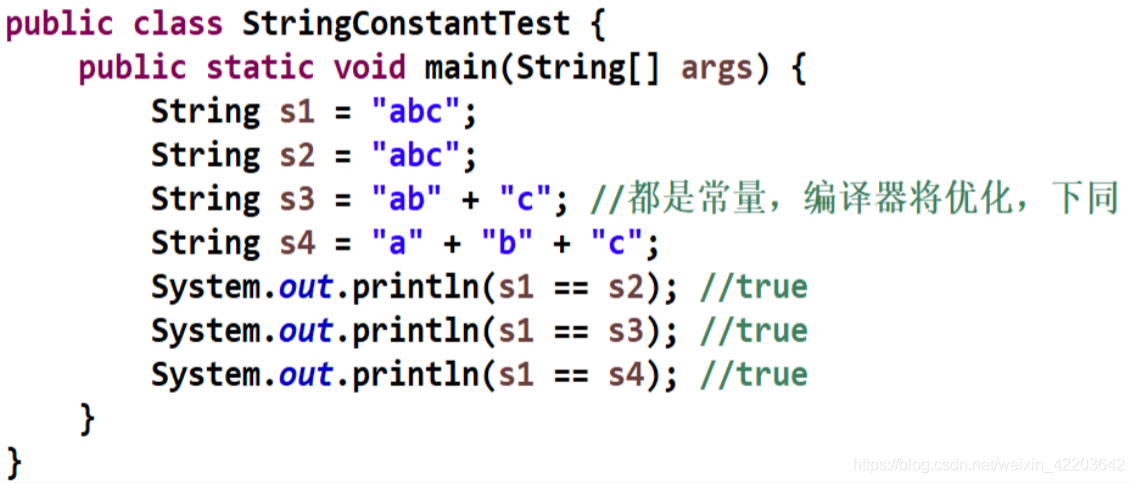 public class StringConstantTest {
    public static void main(String[] args) {
        String s1 = "abc";
        String s2 = "abc";
        String s3 = "ab" + "c"; //都是常量，编译器将优化，下同
        String s4 = "a" + "b" + "c";
        System.out.println(s1 == s2); //true
        System.out.println(s1 == s3); //true
        System.out.println(s1 == s4); //true
    }
}
https://blog.csdn.net/weixin_42203642